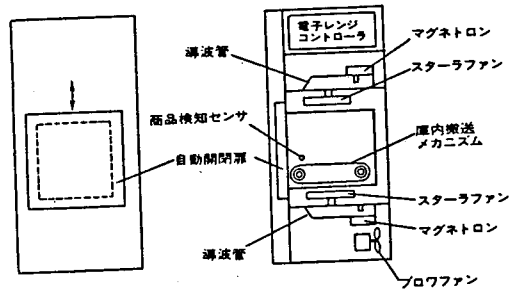 電子レンジ
コントローラ
マグネトロン
導波管
スターラファン
商品検知センサ
庫内搬送
メカニズム
自動開閉扉
スターラファン
マグネトロン
導波管
ブロワファン